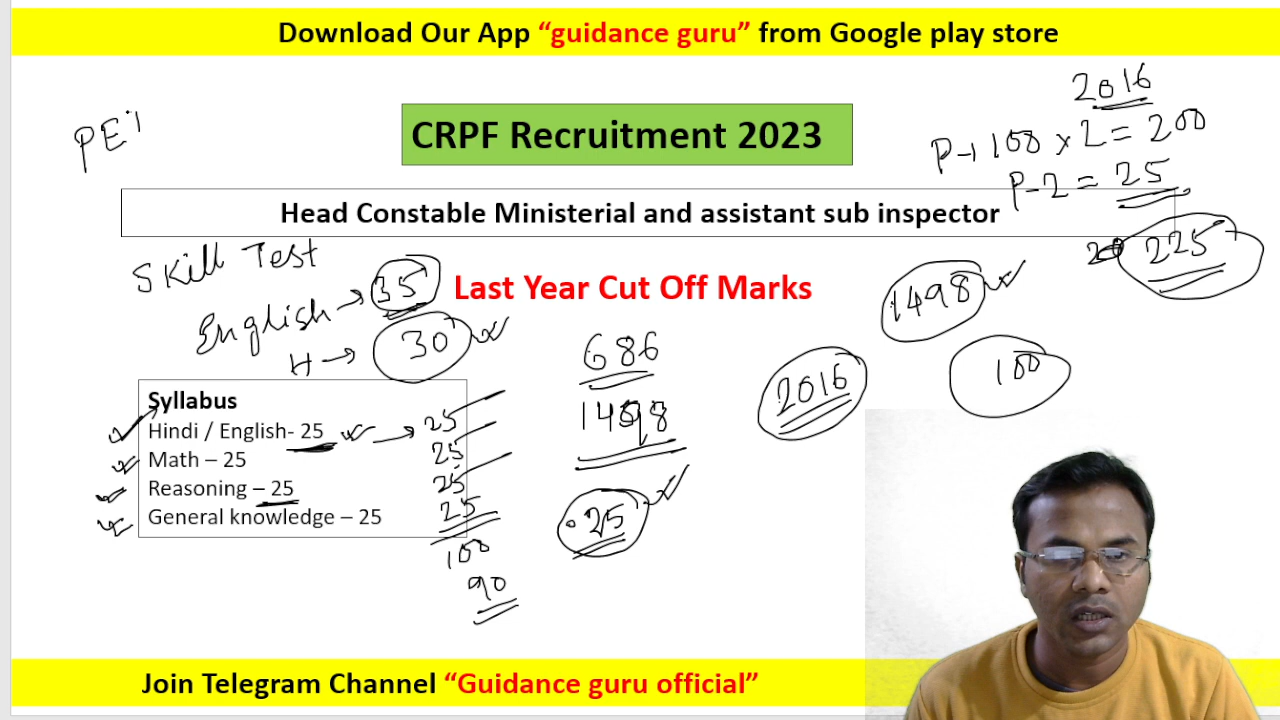 Download Our App “guidance guru” from Google play store
2016
PET
CRPF Recruitment 2023
P-1 100 x 2 = 200
P-2 = 25
Head Constable Ministerial and assistant sub inspector
225
Skill Test
Last Year Cut Off Marks
1498
English → 35
H → 30
686
100
2016
Syllabus
1498
Hindi / English- 25 → 25
Math – 25 25
Reasoning – 25 25
General knowledge – 25 25
.25
100
90
Join Telegram Channel “Guidance guru official”